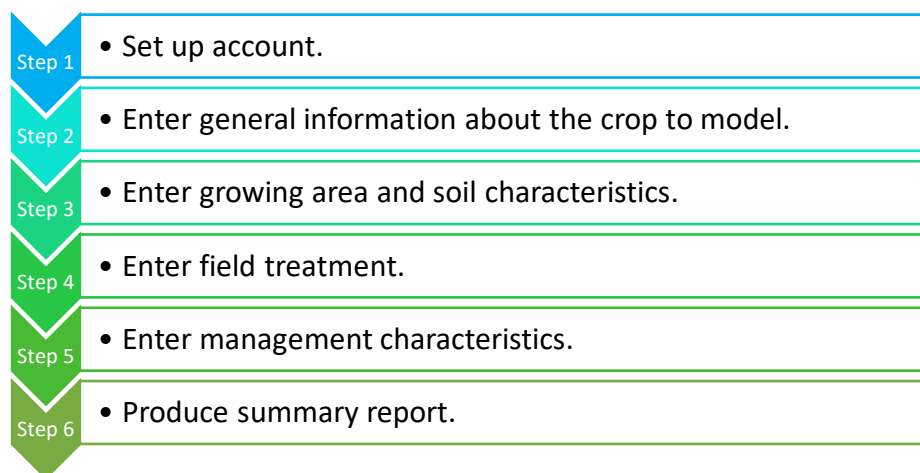 Step 1
• Set up account.
Step 2
• Enter general information about the crop to model.
Step 3
• Enter growing area and soil characteristics.
Step 4
• Enter field treatment.
Step 5
• Enter management characteristics.
Step 6
• Produce summary report.